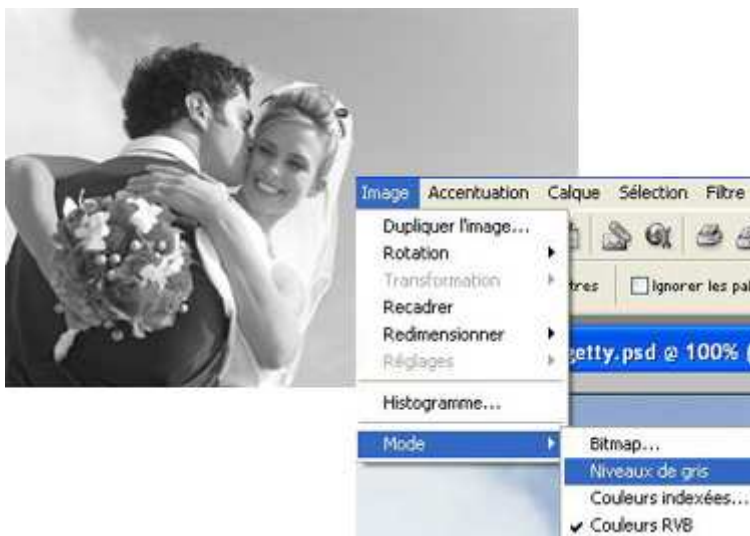 Image Accentuation Calque Sélection Filtre
Dupliquer l'image...
Rotation
Transformation
tres Ignorer les pal
Recadrer
Redimensionner
getty.psd @ 100% (
Réglages
Histogramme...
Mode
Bitmap...
Niveaux de gris
Couleurs indexées...
Couleurs RVB